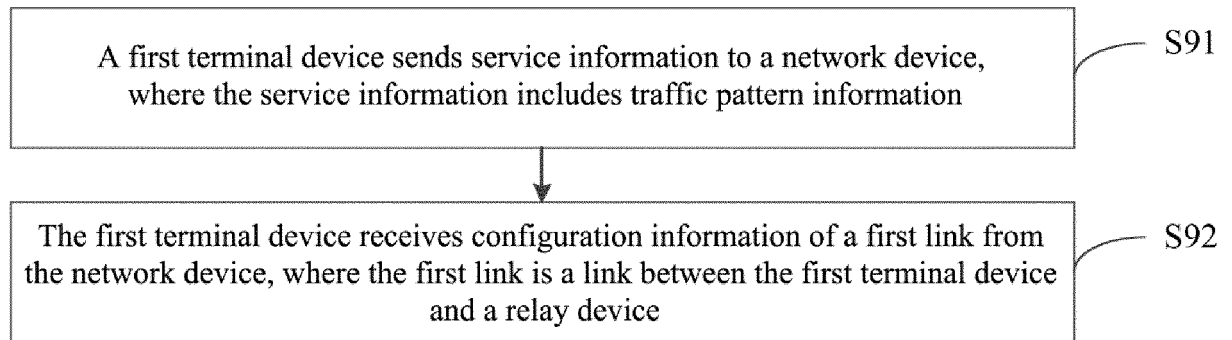 A first terminal device sends service information to a network device,
where the service information includes traffic pattern information
S91
The first terminal device receives configuration information of a first link from
the network device, where the first link is a link between the first terminal device
and a relay device
S92